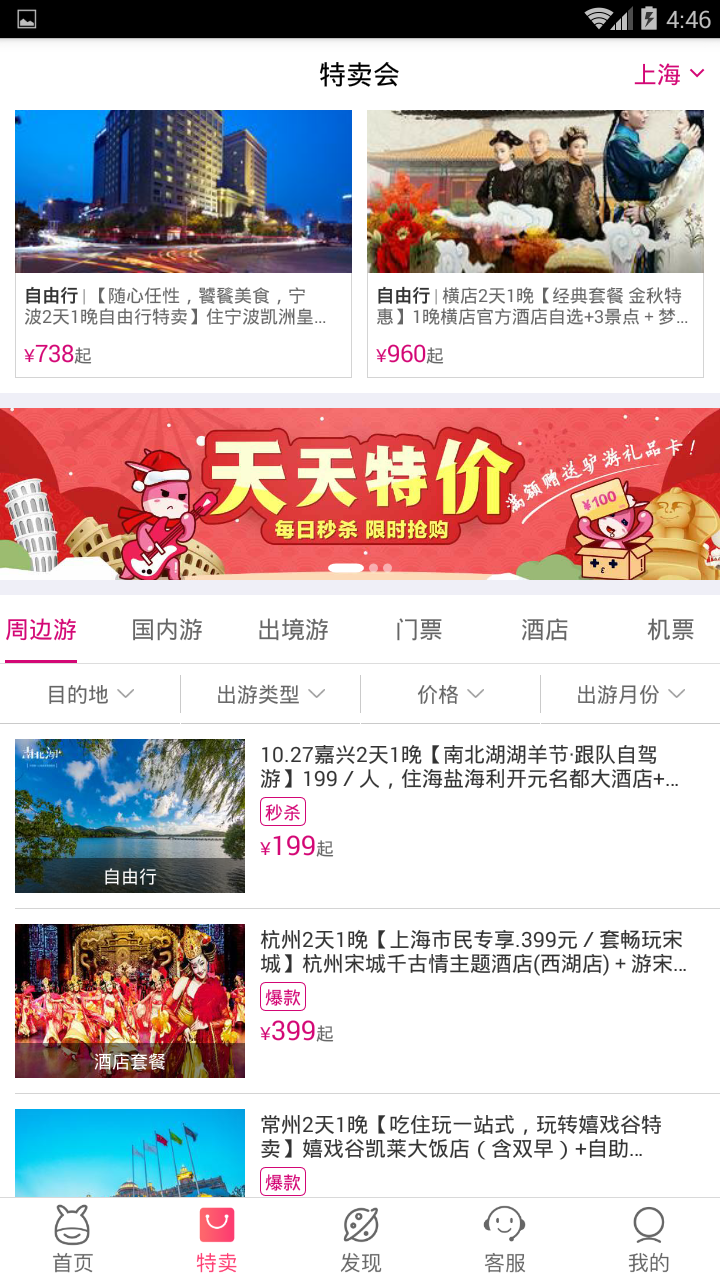 4:46
特卖会
上海
自由行 | 【随心任性，饕餮美食，宁
波2天1晚自由行特卖】住宁波凯洲皇...
¥738起
自由行 | 横店2天1晚【经典套餐 金秋特
惠】1晚横店官方酒店自选+3景点 + 梦...
¥960起
天天特价
每日秒杀 限时抢购
满额赠送驴游礼品卡！
¥100
周边游
国内游
出境游
门票
酒店
机票
目的地
出游类型
价格
出游月份
自由行
10.27嘉兴2天1晚【南北湖湖羊节·跟队自驾
游】199／人，住海盐海利开元名都大酒店+...
秒杀
¥199起
酒店套餐
杭州2天1晚【上海市民专享.399元／套畅玩宋
城】杭州宋城千古情主题酒店(西湖店)＋游宋...
爆款
¥399起
常州2天1晚【吃住玩一站式，玩转嬉戏谷特
卖】嬉戏谷凯莱大饭店（含双早）+自助...
爆款
首页
特卖
发现
客服
我的